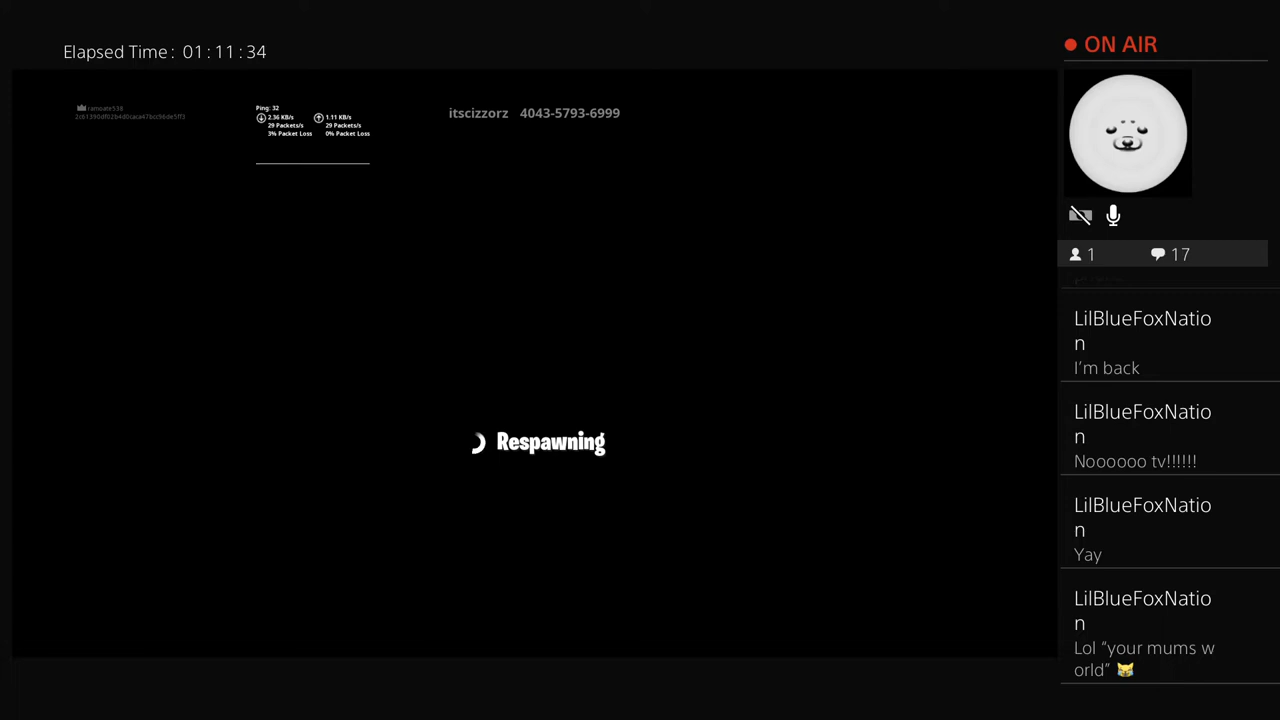 Elapsed Time: 01:11:34
ON AIR
ramoate538
Ping: 32
2.36 KB/s 1.11 KB/s
29 Packets/s 29 Packets/s
3% Packet Loss 0% Packet Loss
itscizzorz 4043-5793-6999
1 17
LilBlueFoxNatio
n
I'm back
LilBlueFoxNatio
n
Noooooo tv!!!!!!
LilBlueFoxNatio
n
Yay
LilBlueFoxNatio
n
Lol “your mums w
orld” 😹
Respawning